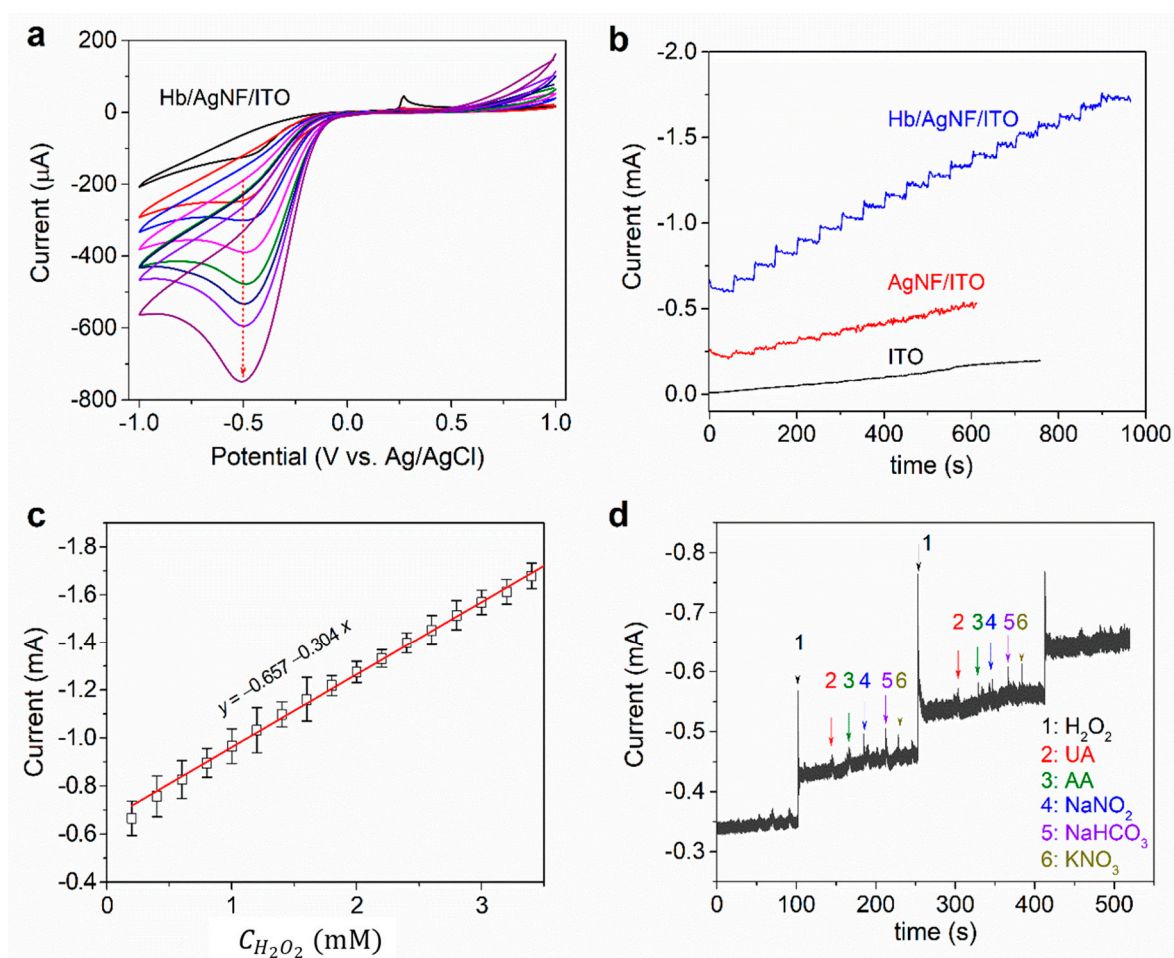 a
200
0
-200
-400
-600
-800
Current (µA)
Hb/AgNF/ITO
-1.0
-0.5
0.0
0.5
1.0
Potential (V vs. Ag/AgCl)
b
-2.0
-1.5
-1.0
-0.5
0.0
Current (mA)
Hb/AgNF/ITO
AgNF/ITO
ITO
0
200
400
600
800
1000
time (s)
c
-1.8
-1.6
-1.4
-1.2
-1.0
-0.8
-0.6
-0.4
Current (mA)
y = −0.657 −0.304 x
0
1
2
3
C_{H₂O₂} (mM)
d
-0.8
-0.7
-0.6
-0.5
-0.4
-0.3
Current (mA)
1
2 3 4 5 6
1
2 3 4 5 6
1: H₂O₂
2: UA
3: AA
4: NaNO₂
5: NaHCO₃
6: KNO₃
0
100
200
300
400
500
time (s)